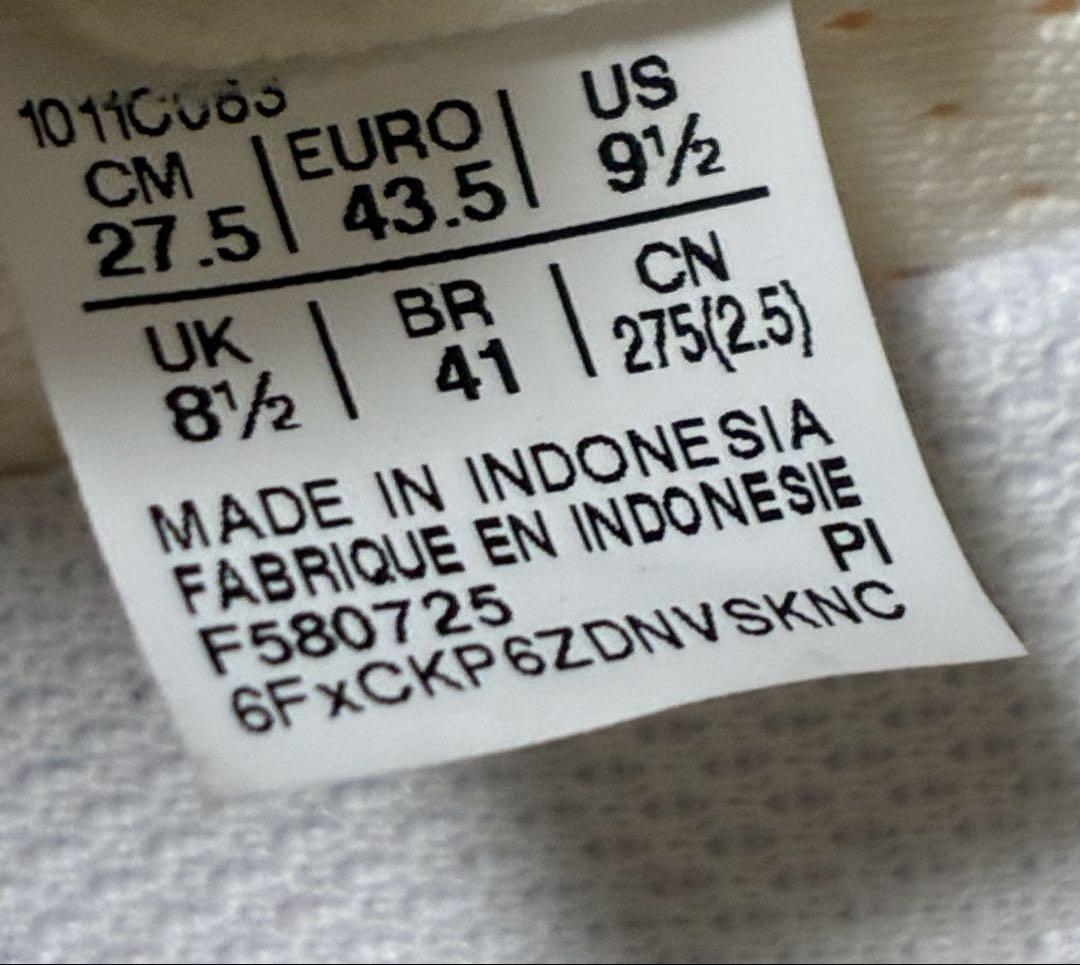 CM | EURO | US
27.5 | 43.5 | 9½
UK | BR | CN
8½ | 41 | 275(2.5)
MADE IN INDONESIA
FABRIQUE EN INDONESIE
PI
F580725
6FxCKP6ZDNVSKNC